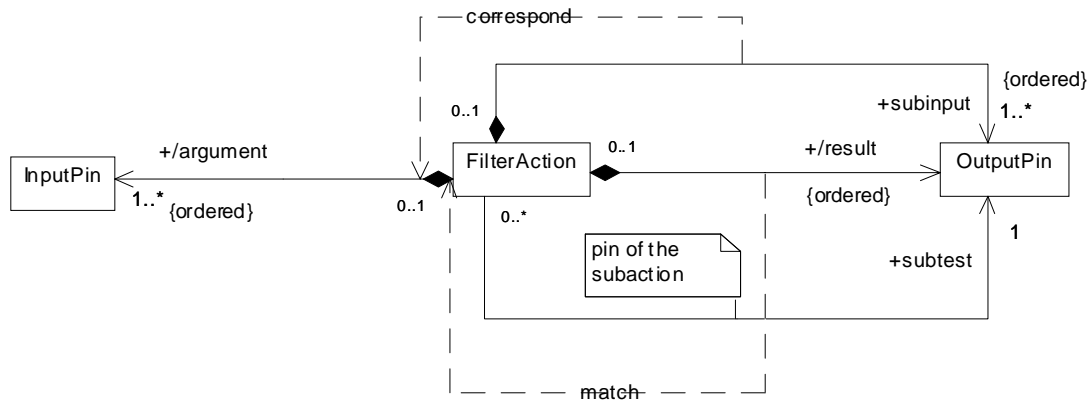 correspond
{ordered}
+subinput
0..1
1..*
+/argument
FilterAction
0..1
+/result
InputPin
OutputPin
1..*
{ordered}
0..1
0..*
{ordered}
1
pin of the
subaction
+subtest
match